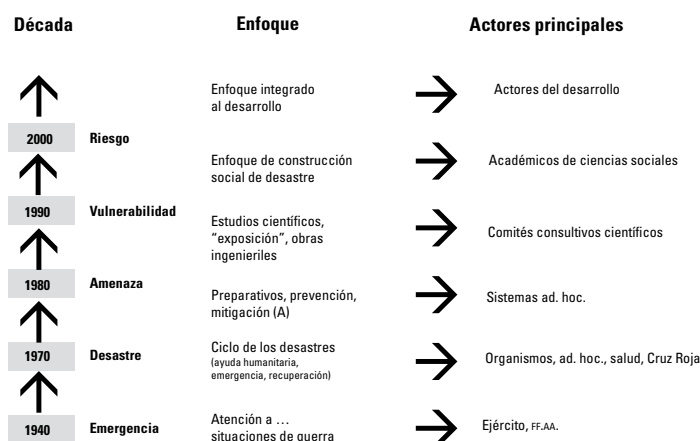 Década Enfoque Actores principales
Enfoque integrado
al desarrollo
Actores del desarrollo
2000 Riesgo
Enfoque de construcción
social de desastre
Académicos de ciencias sociales
1990 Vulnerabilidad
Estudios científicos,
“exposición”, obras
ingenieriles
Comités consultivos científicos
1980 Amenaza
Preparativos, prevención,
mitigación (A)
Sistemas ad. hoc.
1970 Desastre
Ciclo de los desastres
(ayuda humanitaria,
emergencia, recuperación)
Organismos, ad. hoc., salud, Cruz Roja
1940 Emergencia
Atención a …
situaciones de guerra
Ejército, FF.AA.